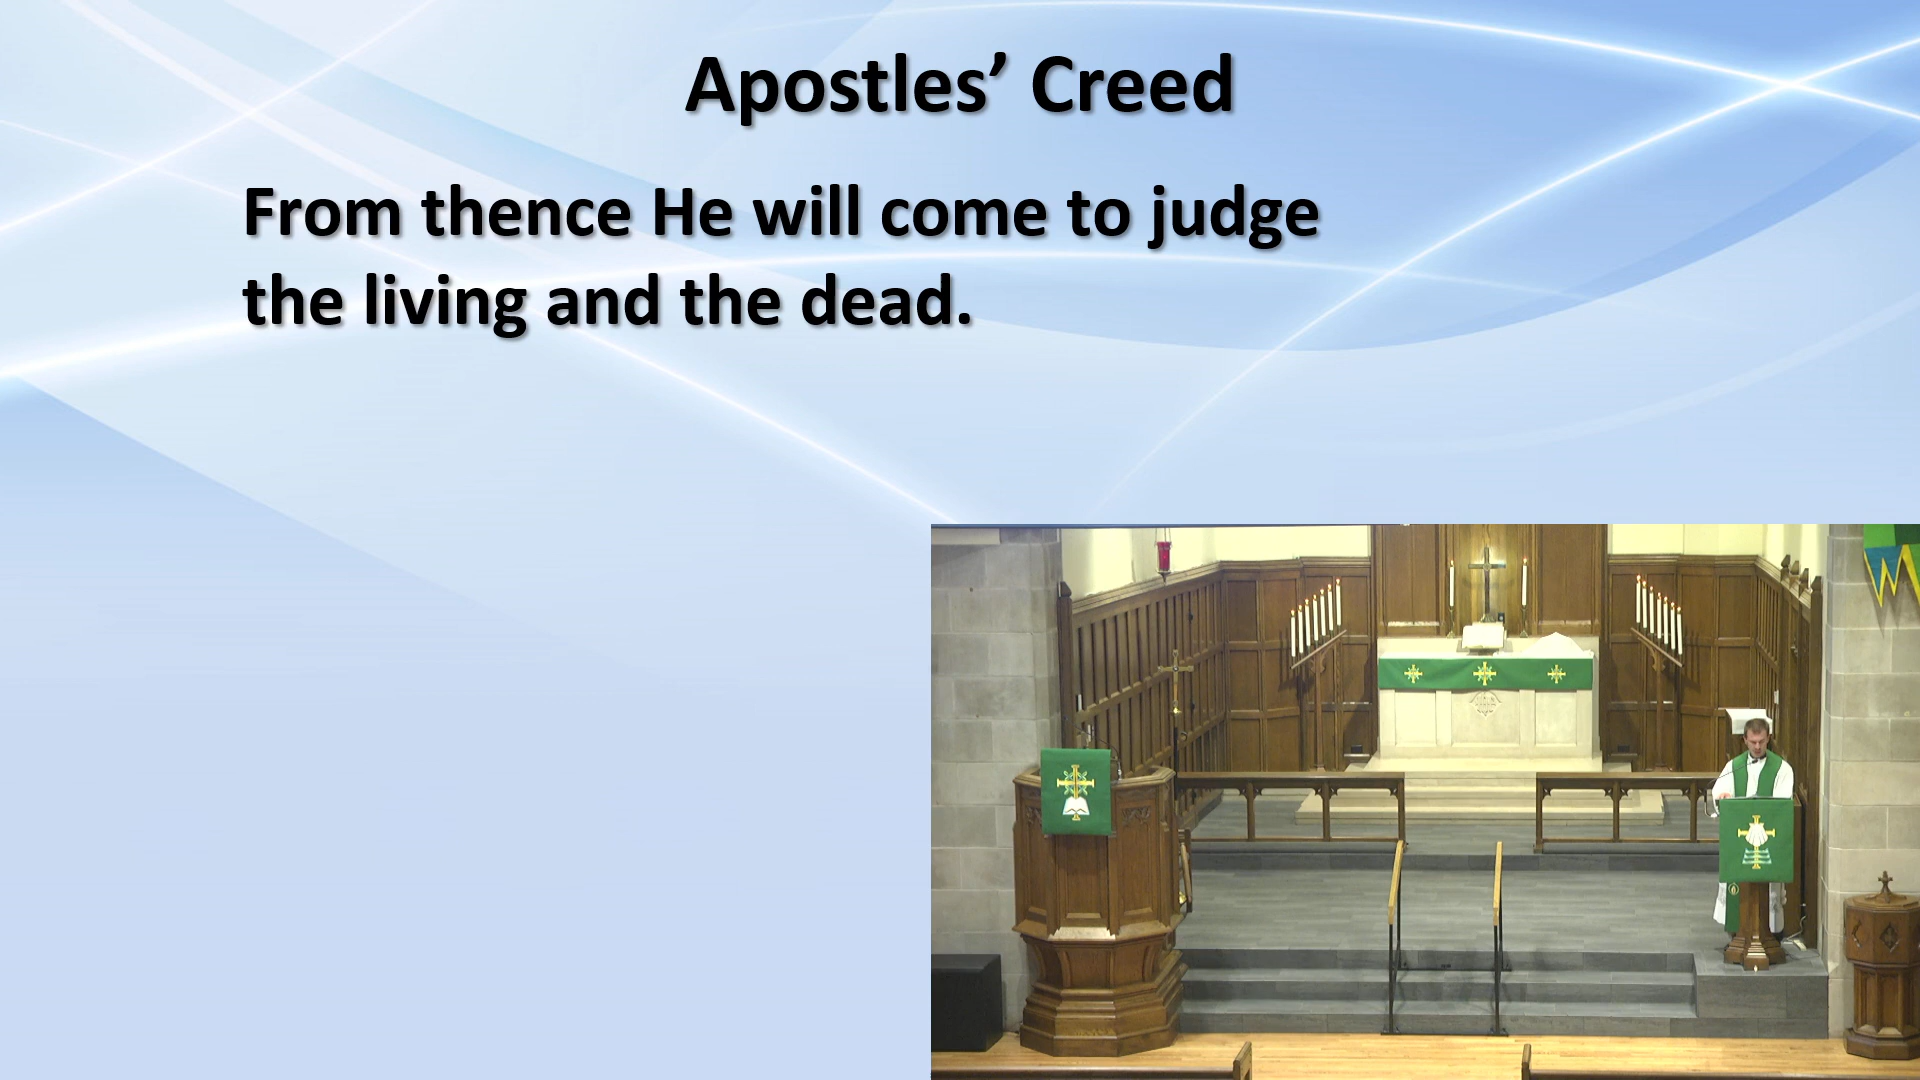 Apostles’ Creed
From thence He will come to judge
the living and the dead.